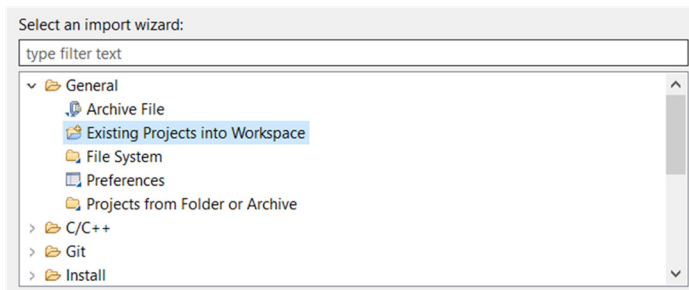 Select an import wizard:
type filter text
General
Archive File
Existing Projects into Workspace
File System
Preferences
Projects from Folder or Archive
C/C++
Git
Install